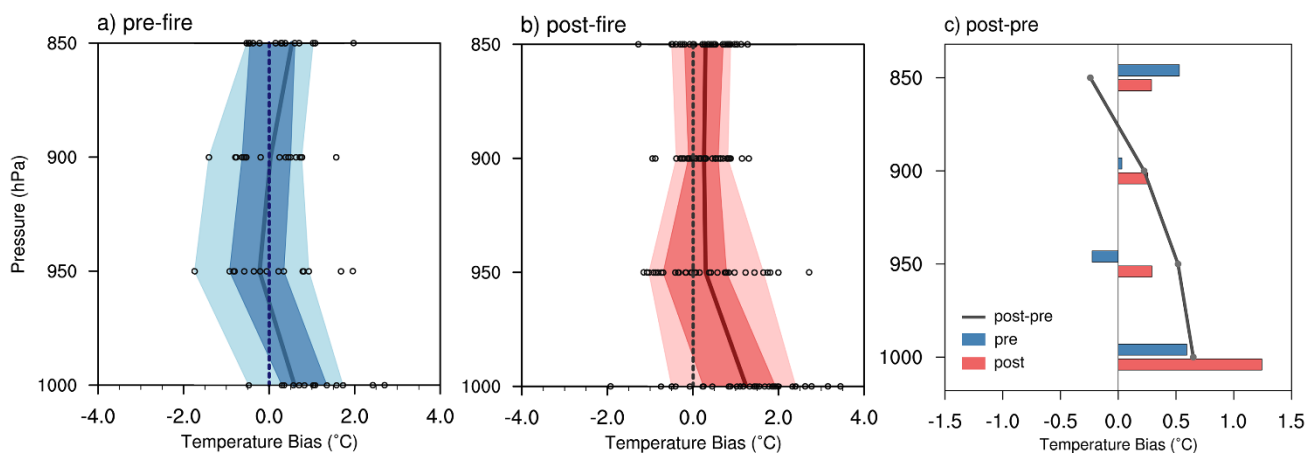 a) pre-fire
b) post-fire
c) post-pre
850
900
950
1000
Pressure (hPa)
-4.0
-2.0
0.0
2.0
4.0
Temperature Bias (˚C)
850
900
950
1000
-4.0
-2.0
0.0
2.0
4.0
Temperature Bias (˚C)
850
900
950
1000
post-pre
pre
post
-1.5
-1.0
-0.5
0.0
0.5
1.0
1.5
Temperature Bias (˚C)